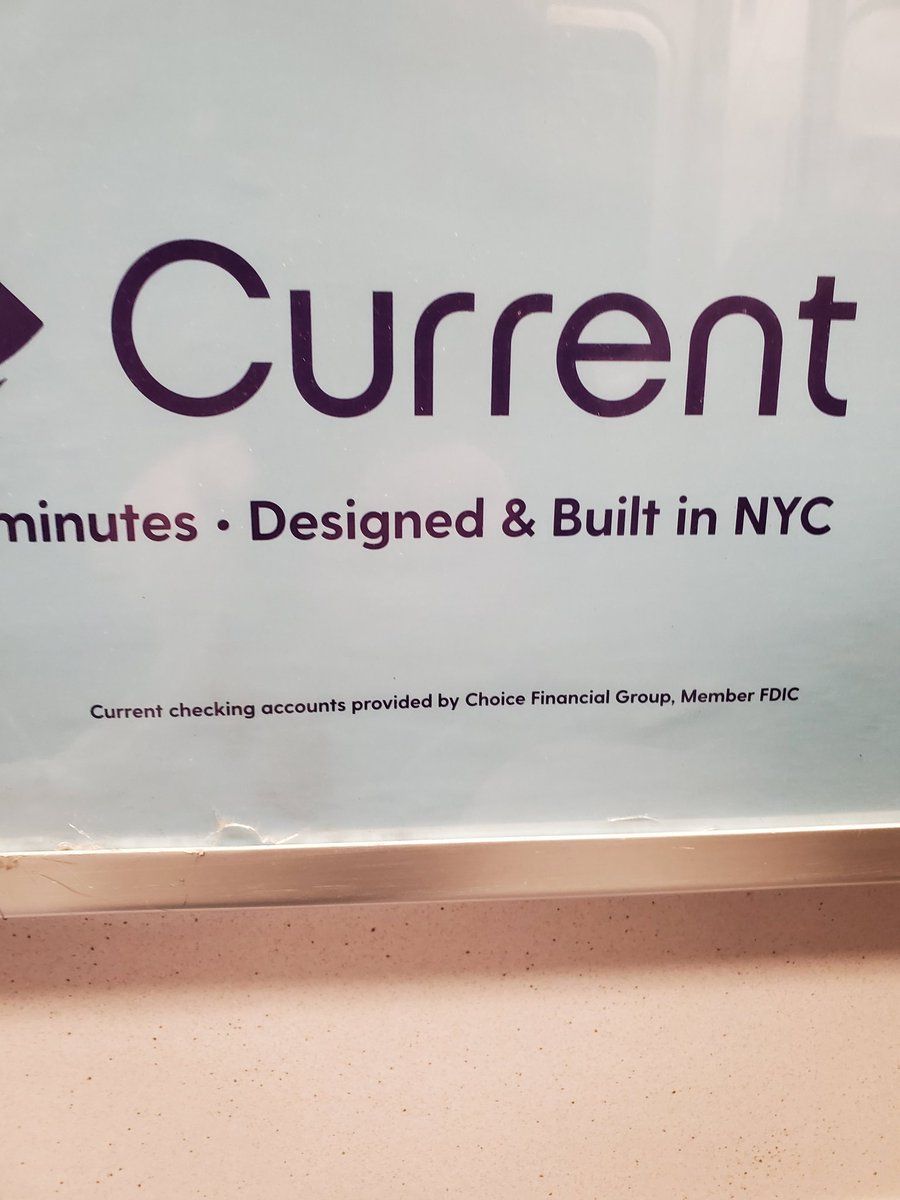 Current
minutes • Designed & Built in NYC
Current checking accounts provided by Choice Financial Group, Member FDIC